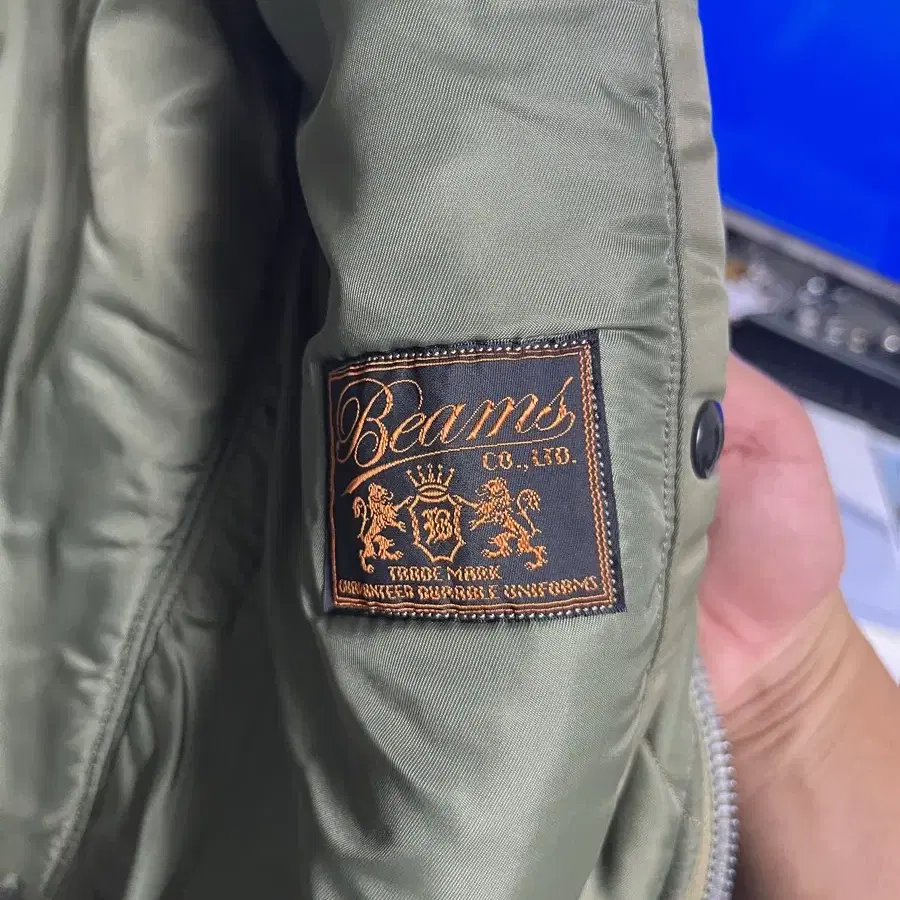 Beams
CO., LTD.
B
TRADE MARK
GUARANTEED DURABLE UNIFORMS